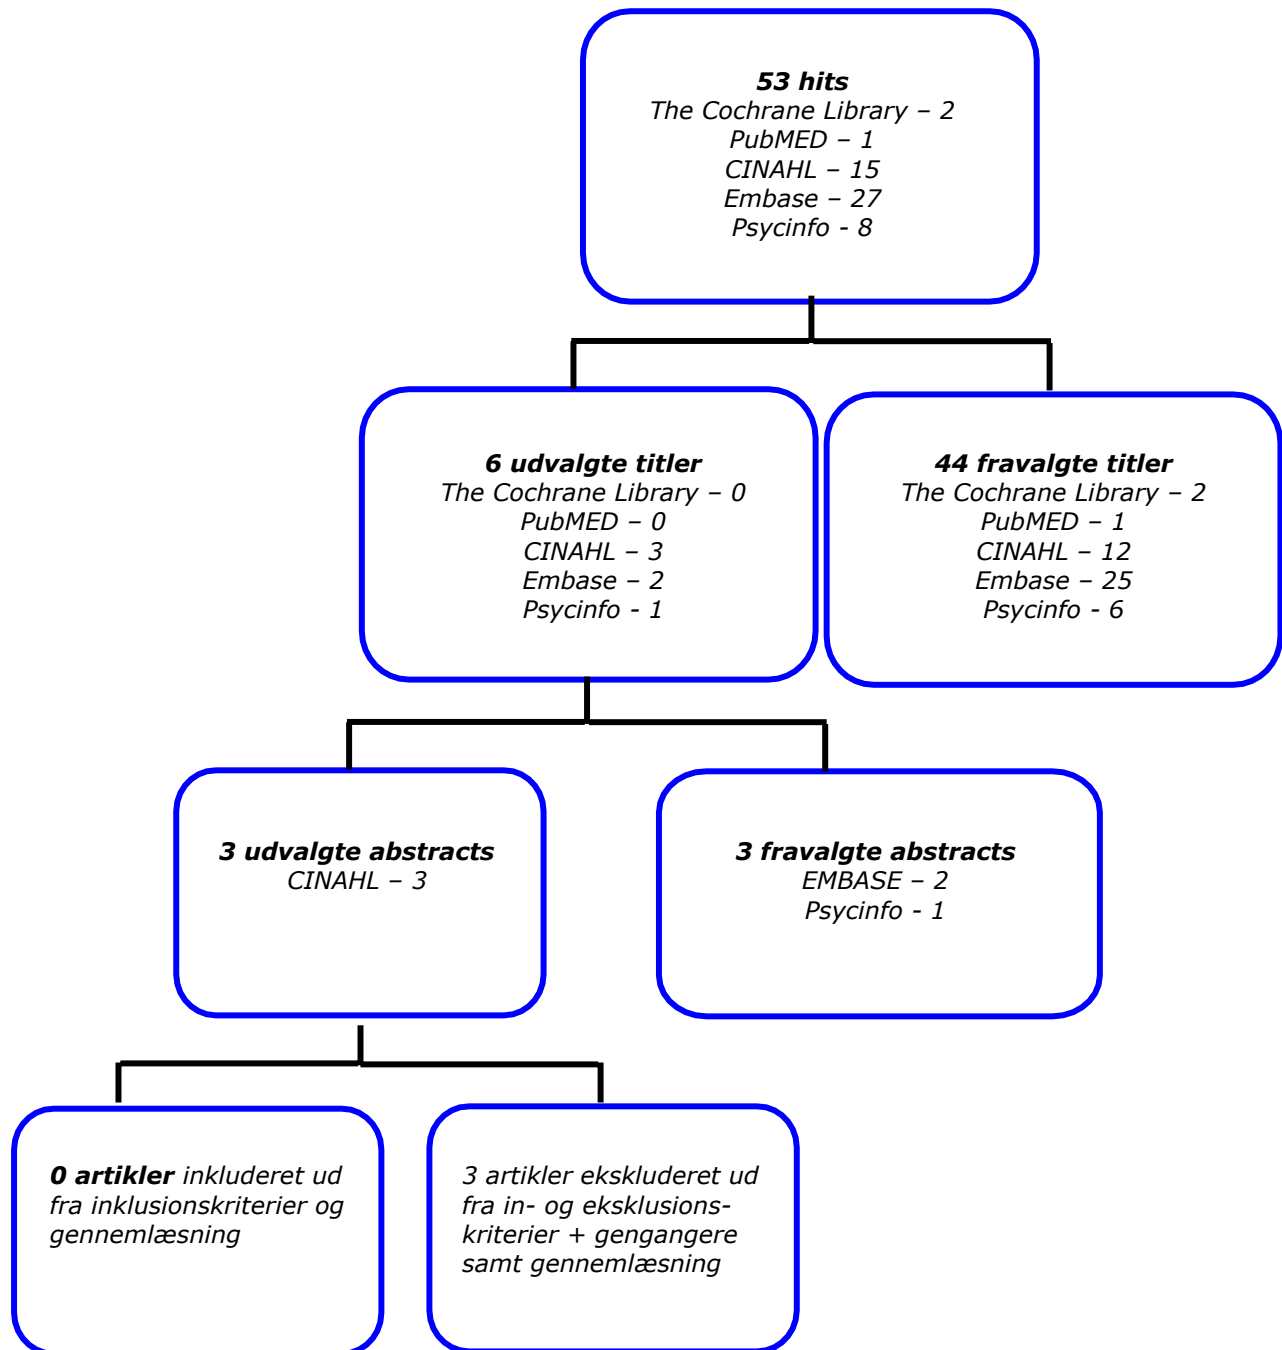 53 hits
The Cochrane Library – 2
PubMED – 1
CINAHL – 15
Embase – 27
Psycinfo - 8
6 udvalgte titler
The Cochrane Library – 0
PubMED – 0
CINAHL – 3
Embase – 2
Psycinfo - 1
44 fravalgte titler
The Cochrane Library – 2
PubMED – 1
CINAHL – 12
Embase – 25
Psycinfo - 6
3 udvalgte abstracts
CINAHL – 3
3 fravalgte abstracts
EMBASE – 2
Psycinfo - 1
0 artikler inkluderet ud
fra inklusionskriterier og
gennemlæsning
3 artikler ekskluderet ud
fra in- og eksklusions-
kriterier + gengangere
samt gennemlæsning